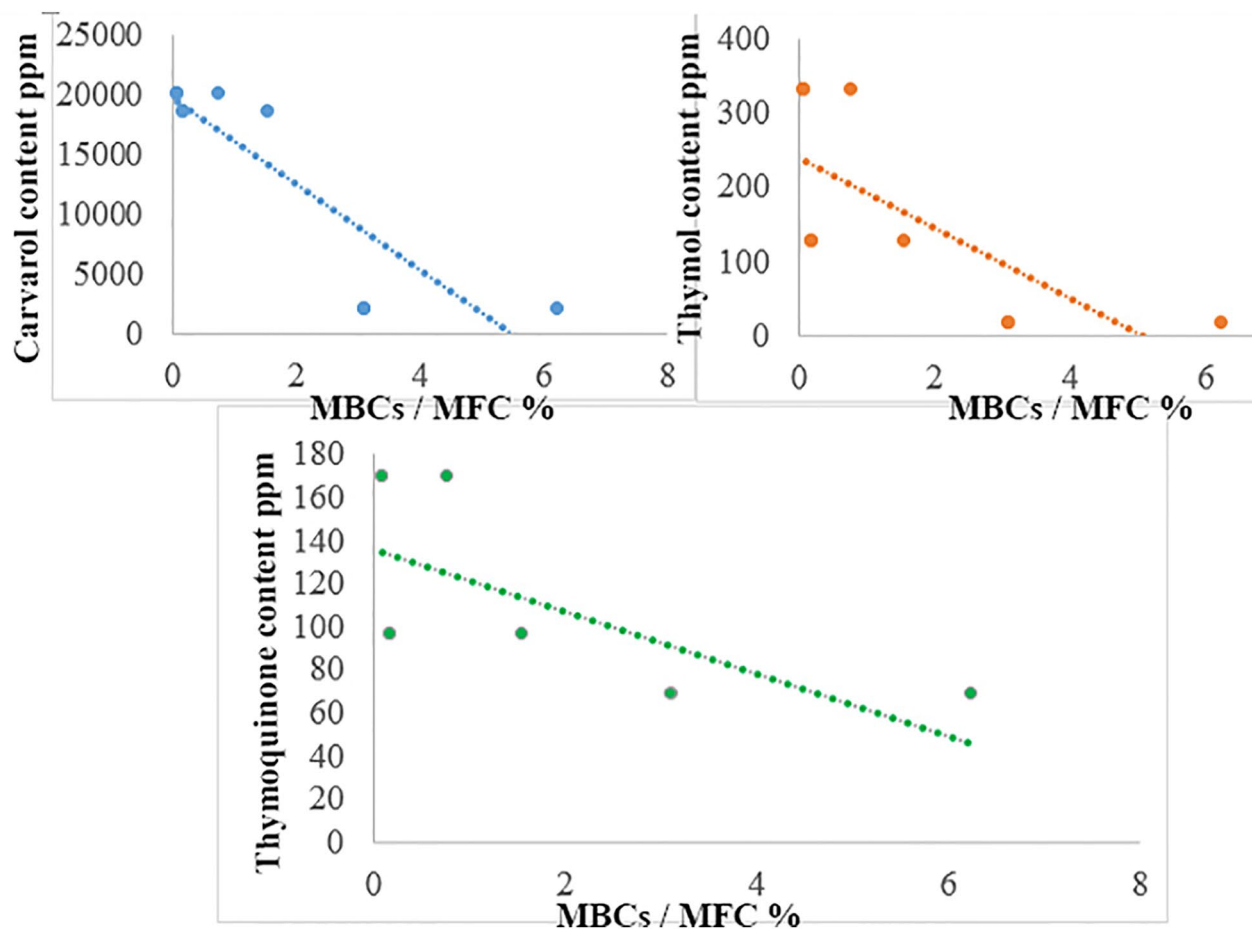 Carvarol content ppm
25000
20000
15000
10000
5000
0
0 2 4 6 8
MBCs / MFC %
Thymol content ppm
400
300
200
100
0
0 2 4 6
MBCs / MFC %
Thymoquinone content ppm
180
160
140
120
100
80
60
40
20
0
0 2 4 6 8
MBCs / MFC %